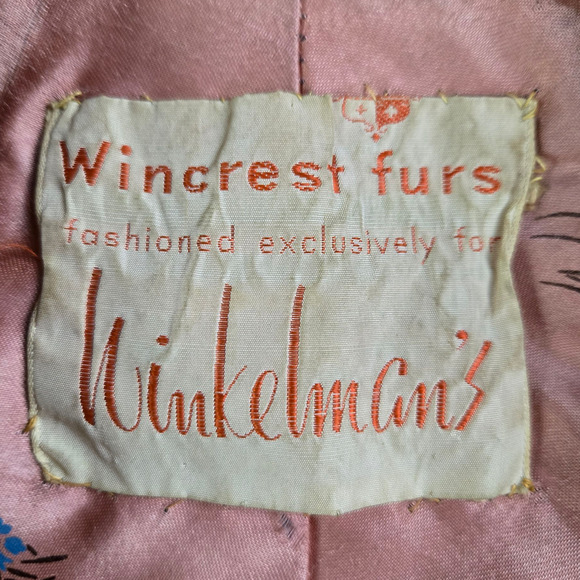 Wincrest furs
fashioned exclusively for
Winkelman's